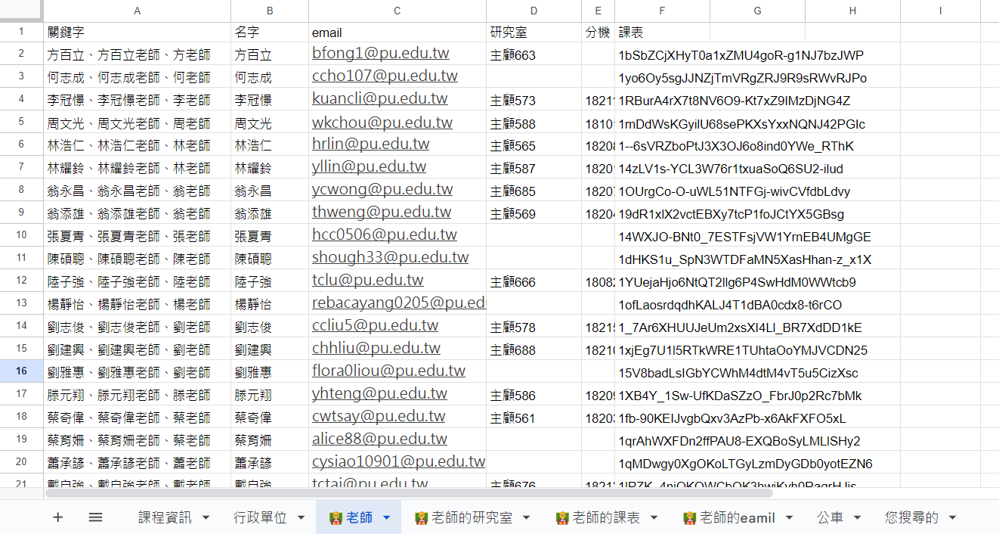 A B C D E F G H I
1 關鍵字 名字 email 研究室 分機 課表
2 方百立、方百立老師、方老師 方百立 bfong1@pu.edu.tw 主顧663 1bSbZCjXHyT0a1xZMU4goR-g1NJ7bzJWP
3 何志成、何志成老師、何老師 何志成 ccho107@pu.edu.tw 1yo6Oy5sgJJNZjTmVRgZRJ9R9sRWvRJPo
4 李冠憬、李冠憬老師、李老師 李冠憬 kuancli@pu.edu.tw 主顧573 18211 1RBurA4rX7t8NV6O9-Kt7xZ9IMzDjNG4Z
5 周文光、周文光老師、周老師 周文光 wkchou@pu.edu.tw 主顧588 18101 1mDdWsKGyilU68sePKXsYxxNQNJ42PGIc
6 林浩仁、林浩仁老師、林老師 林浩仁 hrlin@pu.edu.tw 主顧565 18208 1--6sVRZboPtJ3X3OJ6o8ind0YWe_RThK
7 林耀鈴、林耀鈴老師、林老師 林耀鈴 yllin@pu.edu.tw 主顧587 18201 14zLV1s-YCL3W76r1txuaSoQ6SU2-ilud
8 翁永昌、翁永昌老師、翁老師 翁永昌 ycwong@pu.edu.tw 主顧685 18207 1OUrgCo-O-uWL51NTFGj-wivCVfdbLdvy
9 翁添雄、翁添雄老師、翁老師 翁添雄 thweng@pu.edu.tw 主顧569 18204 19dR1xlX2vctEBXy7tcP1foJCtYX5GBsg
10 張夏青、張夏青老師、張老師 張夏青 hcc0506@pu.edu.tw 14WXJO-BNt0_7ESTFsjVW1YrnEB4UMgGE
11 陳碩聰、陳碩聰老師、陳老師 陳碩聰 shough33@pu.edu.tw 1dHKS1u_SpN3WTDFaMN5XasHhan-z_x1X
12 陸子強、陸子強老師、陸老師 陸子強 tclu@pu.edu.tw 主顧666 18082 1YUejaHjo6NtQT2llg6P4SwHdM0WWtcb9
13 楊靜怡、楊靜怡老師、楊老師 楊靜怡 rebacayang0205@pu.ed 1ofLaosrdqdhKALJ4T1dBA0cdx8-t6rCO
14 劉志俊、劉志俊老師、劉老師 劉志俊 ccliu5@pu.edu.tw 主顧578 18215 1_7Ar6XHUUJeUm2xsXI4Ll_BR7XdDD1kE
15 劉建興、劉建興老師、劉老師 劉建興 chhliu@pu.edu.tw 主顧688 18210 1xjEg7U1l5RTkWRE1TUhtaOoYMJVCDN25
16 劉雅惠、劉雅惠老師、劉老師 劉雅惠 flora0liou@pu.edu.tw 15V8badLsIGbYCWhM4dtM4vT5u5CizXsc
17 滕元翔、滕元翔老師、滕老師 滕元翔 yhteng@pu.edu.tw 主顧586 18209 1XB4Y_1Sw-UfKDaSZzO_FbrJ0p2Rc7bMk
18 蔡奇偉、蔡奇偉老師、蔡老師 蔡奇偉 cwtsay@pu.edu.tw 主顧561 18203 1fb-90KEIJvgbQxv3AzPb-x6AkFXFO5xL
19 蔡育姍、蔡育姍老師、蔡老師 蔡育姍 alice88@pu.edu.tw 1qrAhWXFDn2ffPAU8-EXQBoSyLMLlSHy2
20 蕭承諺、蕭承諺老師、蕭老師 蕭承諺 cysiao10901@pu.edu.tw 1qMDwgy0XgOKoLTGyLzmDyGDb0yotEZN6
21 戴自強、戴自強老師、戴老師 戴自強 tctai@pu.edu.tw 主顧676
+ 課程資訊 行政單位 老師 老師的研究室 老師的課表 老師的eamil 公車 您搜尋的